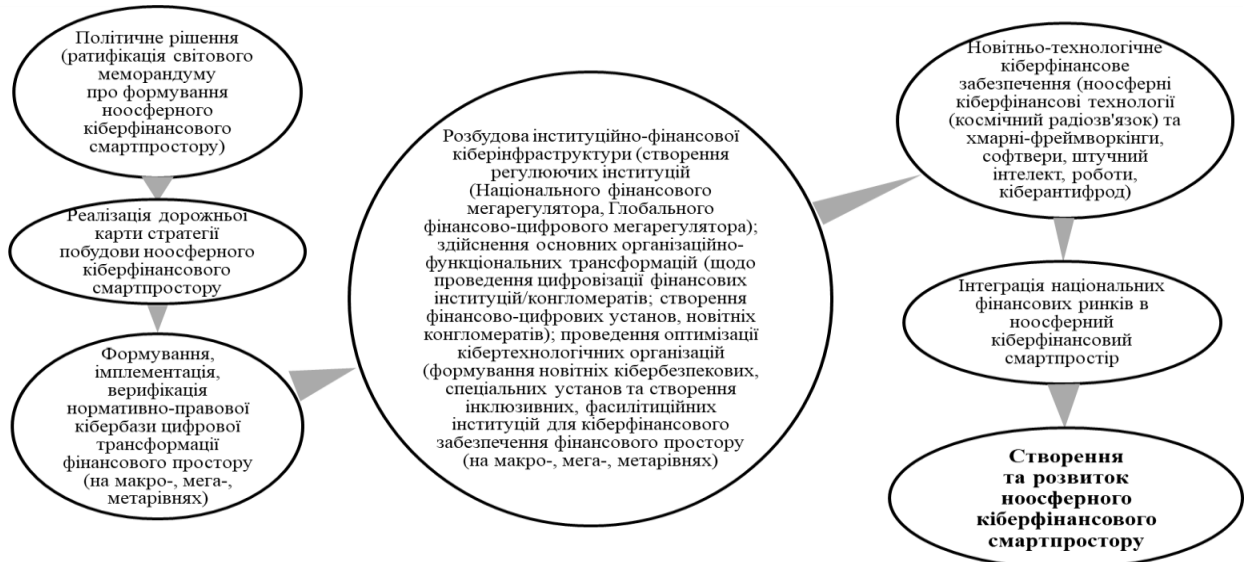 Політичне рішення
(ратифікація світового
меморандуму
про формування
ноосферного
кіберфінансового
смартпростору)
Реалізація дорожньої
карти стратегії
побудови ноосферного
кіберфінансового
смартпростору
Формування,
імплементація,
верифікація
нормативно-правової
кібербази цифрової
трансформації
фінансового простору
(на макро-, мега-,
метарівнях)
Розбудова інституційно-фінансової
кіберінфраструктури (створення
регулюючих інституцій
(Національного фінансового
мегарегулятора, Глобального
фінансово-цифрового мегарегулятора);
здійснення основних організаційно-
функціональних трансформацій (щодо
проведення цифровізації фінансових
інституцій/конгломератів; створення
фінансово-цифрових установ, новітніх
конгломератів); проведення оптимізації
кібертехнологічних організацій
(формування новітніх кібербезпекових,
спеціальних установ та створення
інклюзивних, фасилітиційних
інституцій для кіберфінансового
забезпечення фінансового простору
(на макро-, мега-, метарівнях)
Новітньо-технологічне
кіберфінансове
забезпечення (ноосферні
кіберфінансові технології
(космічний радіозв'язок) та
хмарні-фреймворкінги,
софтвери, штучний
інтелект, роботи,
кіберантифрод)
Інтеграція національних
фінансових ринків в
ноосферний
кіберфінансовий
смартпростір
Створення
та розвиток
ноосферного
кіберфінансового
смартпростору